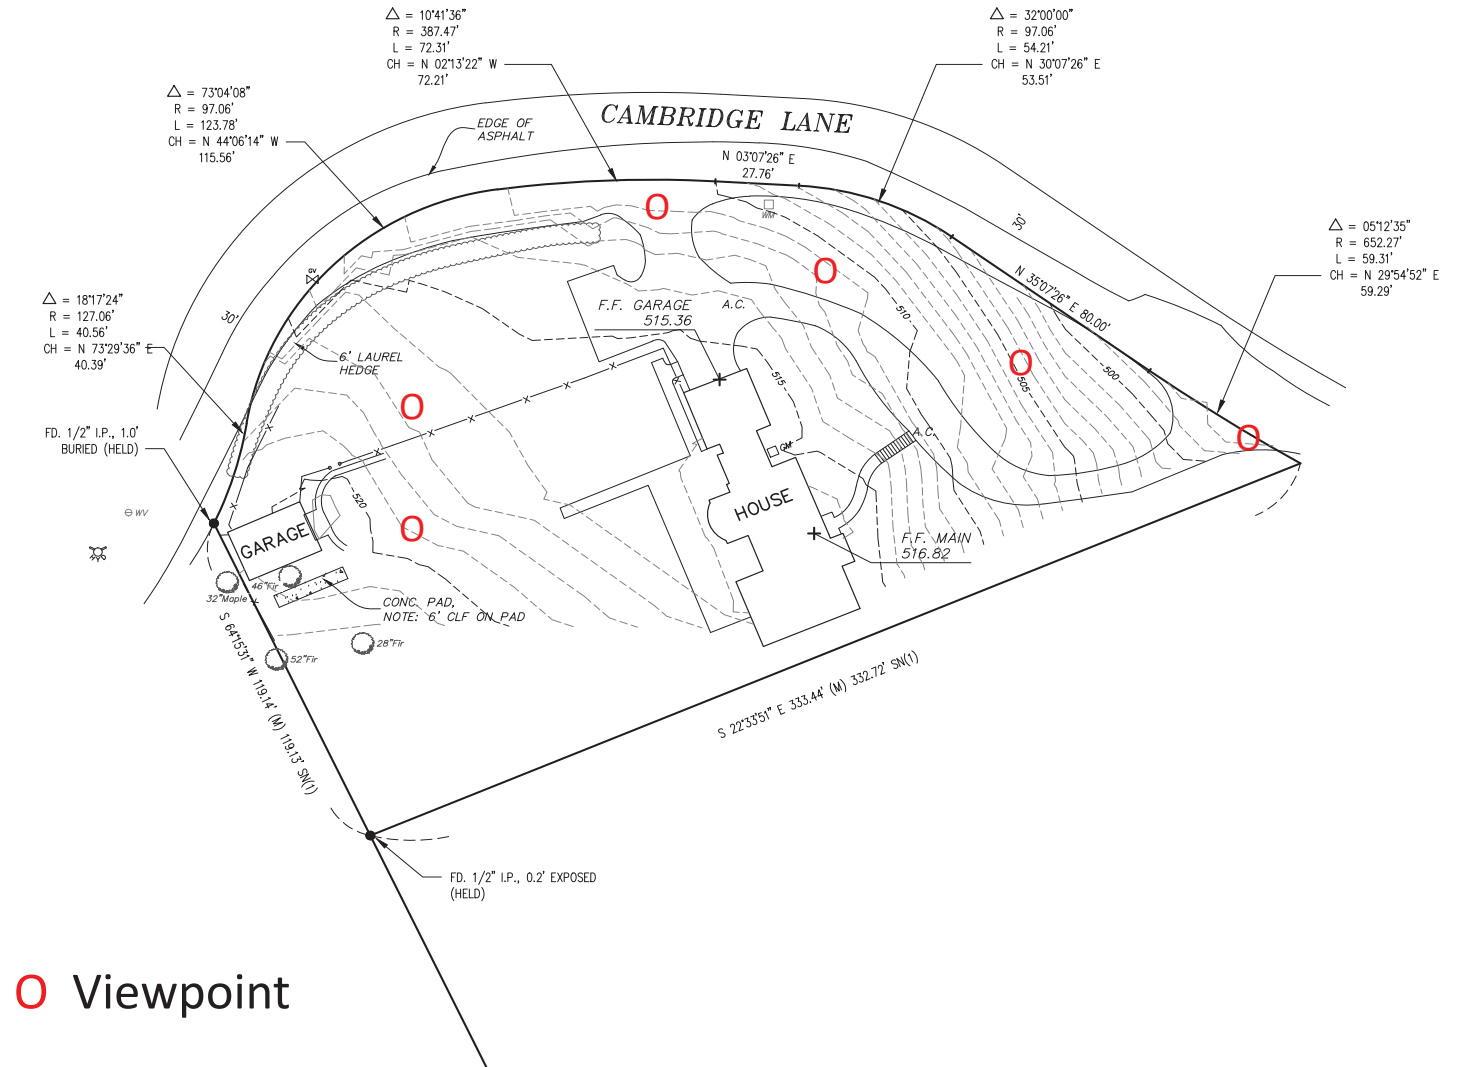 △ = 10°41'36"
R = 387.47'
L = 72.31'
CH = N 02°13'22" W
72.21'
△ = 32°00'00"
R = 97.06'
L = 54.21'
CH = N 30°07'26" E
53.51'
△ = 73°04'08"
R = 97.06'
L = 123.78'
CH = N 44°06'14" W
115.56'
EDGE OF
ASPHALT
CAMBRIDGE LANE
N 03°07'26" E
27.76'
WM
30'
△ = 05°12'35"
R = 652.27'
L = 59.31'
CH = N 29°54'52" E
59.29'
N 35°07'26" E 80.00'
GV
△ = 18°17'24"
R = 127.06'
L = 40.56'
CH = N 73°29'36" E
40.39'
30'
F.F. GARAGE
515.36
A.C.
510
6' LAUREL
HEDGE
515
505
500
FD. 1/2" I.P., 1.0'
BURIED (HELD)
A.C.
GM
WV
520
HOUSE
GARAGE
F.F. MAIN
516.82
46"Fir
32"Maple
CONC. PAD,
NOTE: 6' CLF ON PAD
28"Fir
52"Fir
S 64°15'31" W 119.14' (M) 119.13' SN(1)
S 22°33'51" E 333.44' (M) 332.72' SN(1)
FD. 1/2" I.P., 0.2' EXPOSED
(HELD)
O Viewpoint